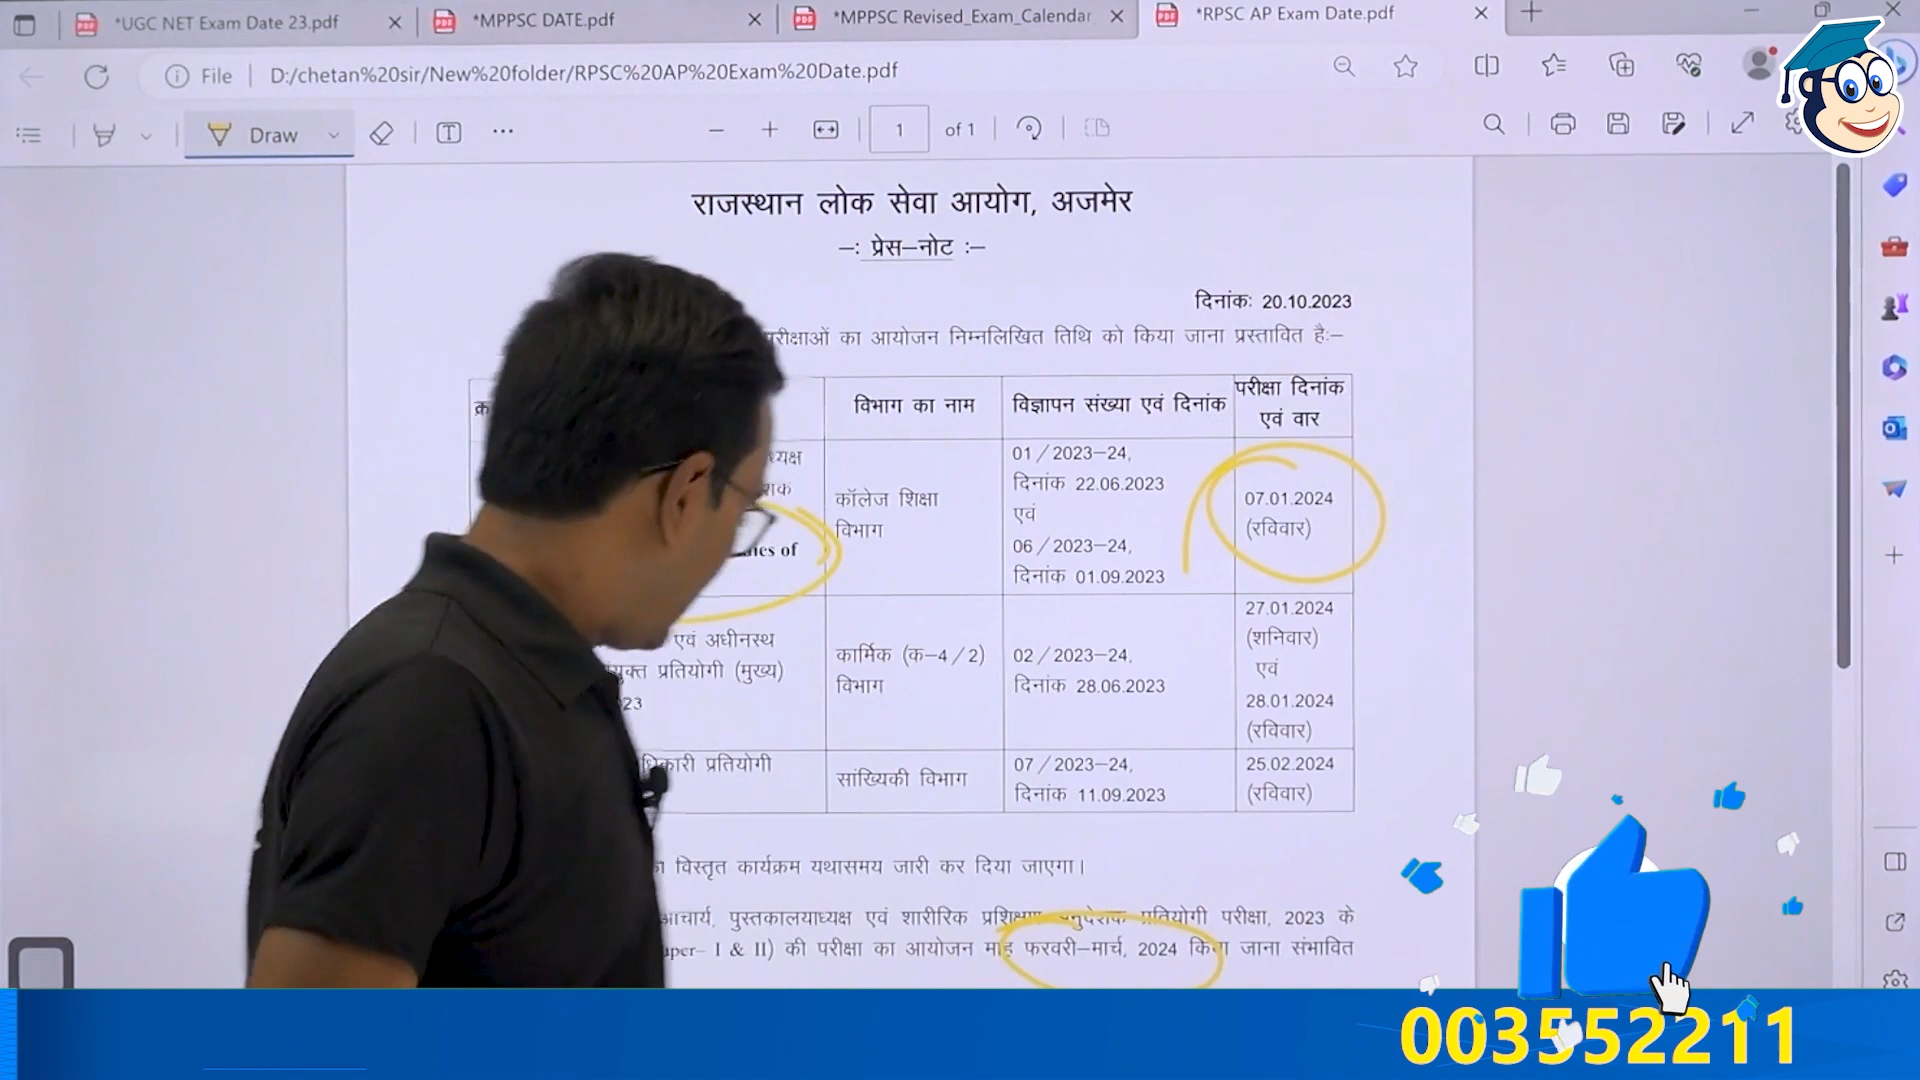 *UGC NET Exam Date 23.pdf
*MPPSC DATE.pdf
*MPPSC Revised_Exam_Calendar
*RPSC AP Exam Date.pdf
File
D:/chetan%20sir/New%20folder/RPSC%20AP%20Exam%20Date.pdf
Draw
1 of 1
राजस्थान लोक सेवा आयोग, अजमेर
–: प्रेस–नोट :–
दिनांकः 20.10.2023
परीक्षाओं का आयोजन निम्नलिखित तिथि को किया जाना प्रस्तावित हैः–
विभाग का नाम
विज्ञापन संख्या एवं दिनांक
परीक्षा दिनांक
एवं वार
कॉलेज शिक्षा
विभाग
01/2023–24,
दिनांक 22.06.2023
एवं
06/2023–24,
दिनांक 01.09.2023
07.01.2024
(रविवार)
of
एवं अधीनस्थ
प्रतियोगी (मुख्य)
कार्मिक (क–4/2)
विभाग
02/2023–24,
दिनांक 28.06.2023
27.01.2024
(शनिवार)
एवं
28.01.2024
(रविवार)
प्रतियोगी
सांख्यिकी विभाग
07/2023–24,
दिनांक 11.09.2023
25.02.2024
(रविवार)
विस्तृत कार्यक्रम यथासमय जारी कर दिया जाएगा।
आचार्य, पुस्तकालयाध्यक्ष एवं शारीरिक प्रशिक्षण अनुदेशक प्रतियोगी परीक्षा, 2023 के
I & II) की परीक्षा का आयोजन माह फरवरी–मार्च, 2024 किया जाना संभावित
003552211